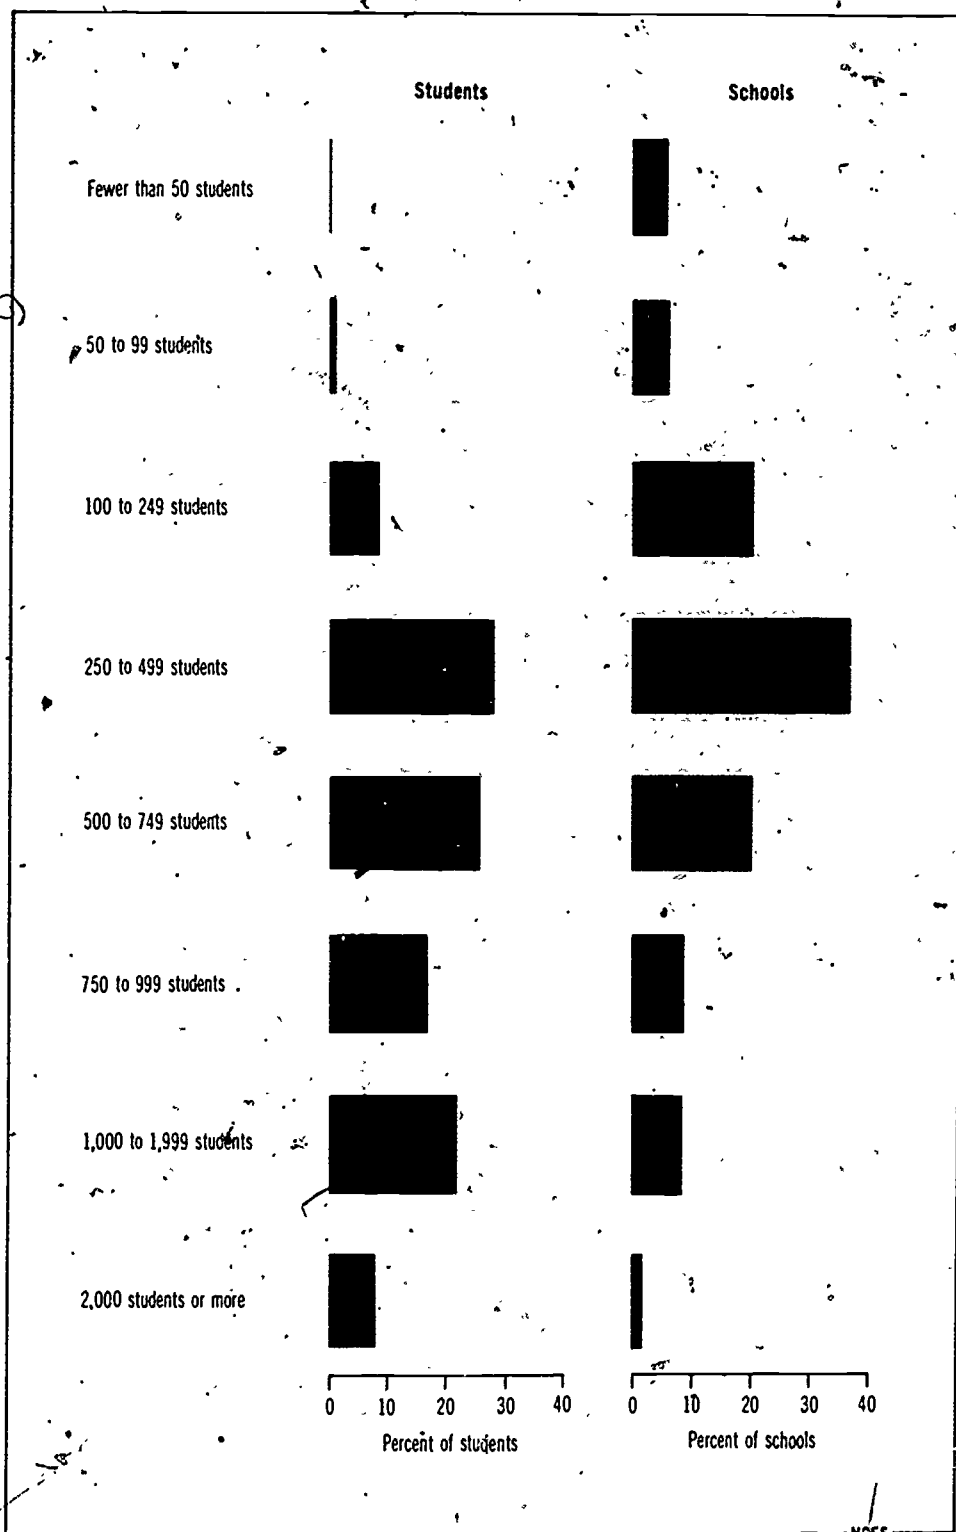 Students Schools
Fewer than 50 students
50 to 99 students
100 to 249 students
250 to 499 students
500 to 749 students
750 to 999 students
1,000 to 1,999 students
2,000 students or more
0 10 20 30 40 0 10 20 30 40
Percent of students Percent of schools